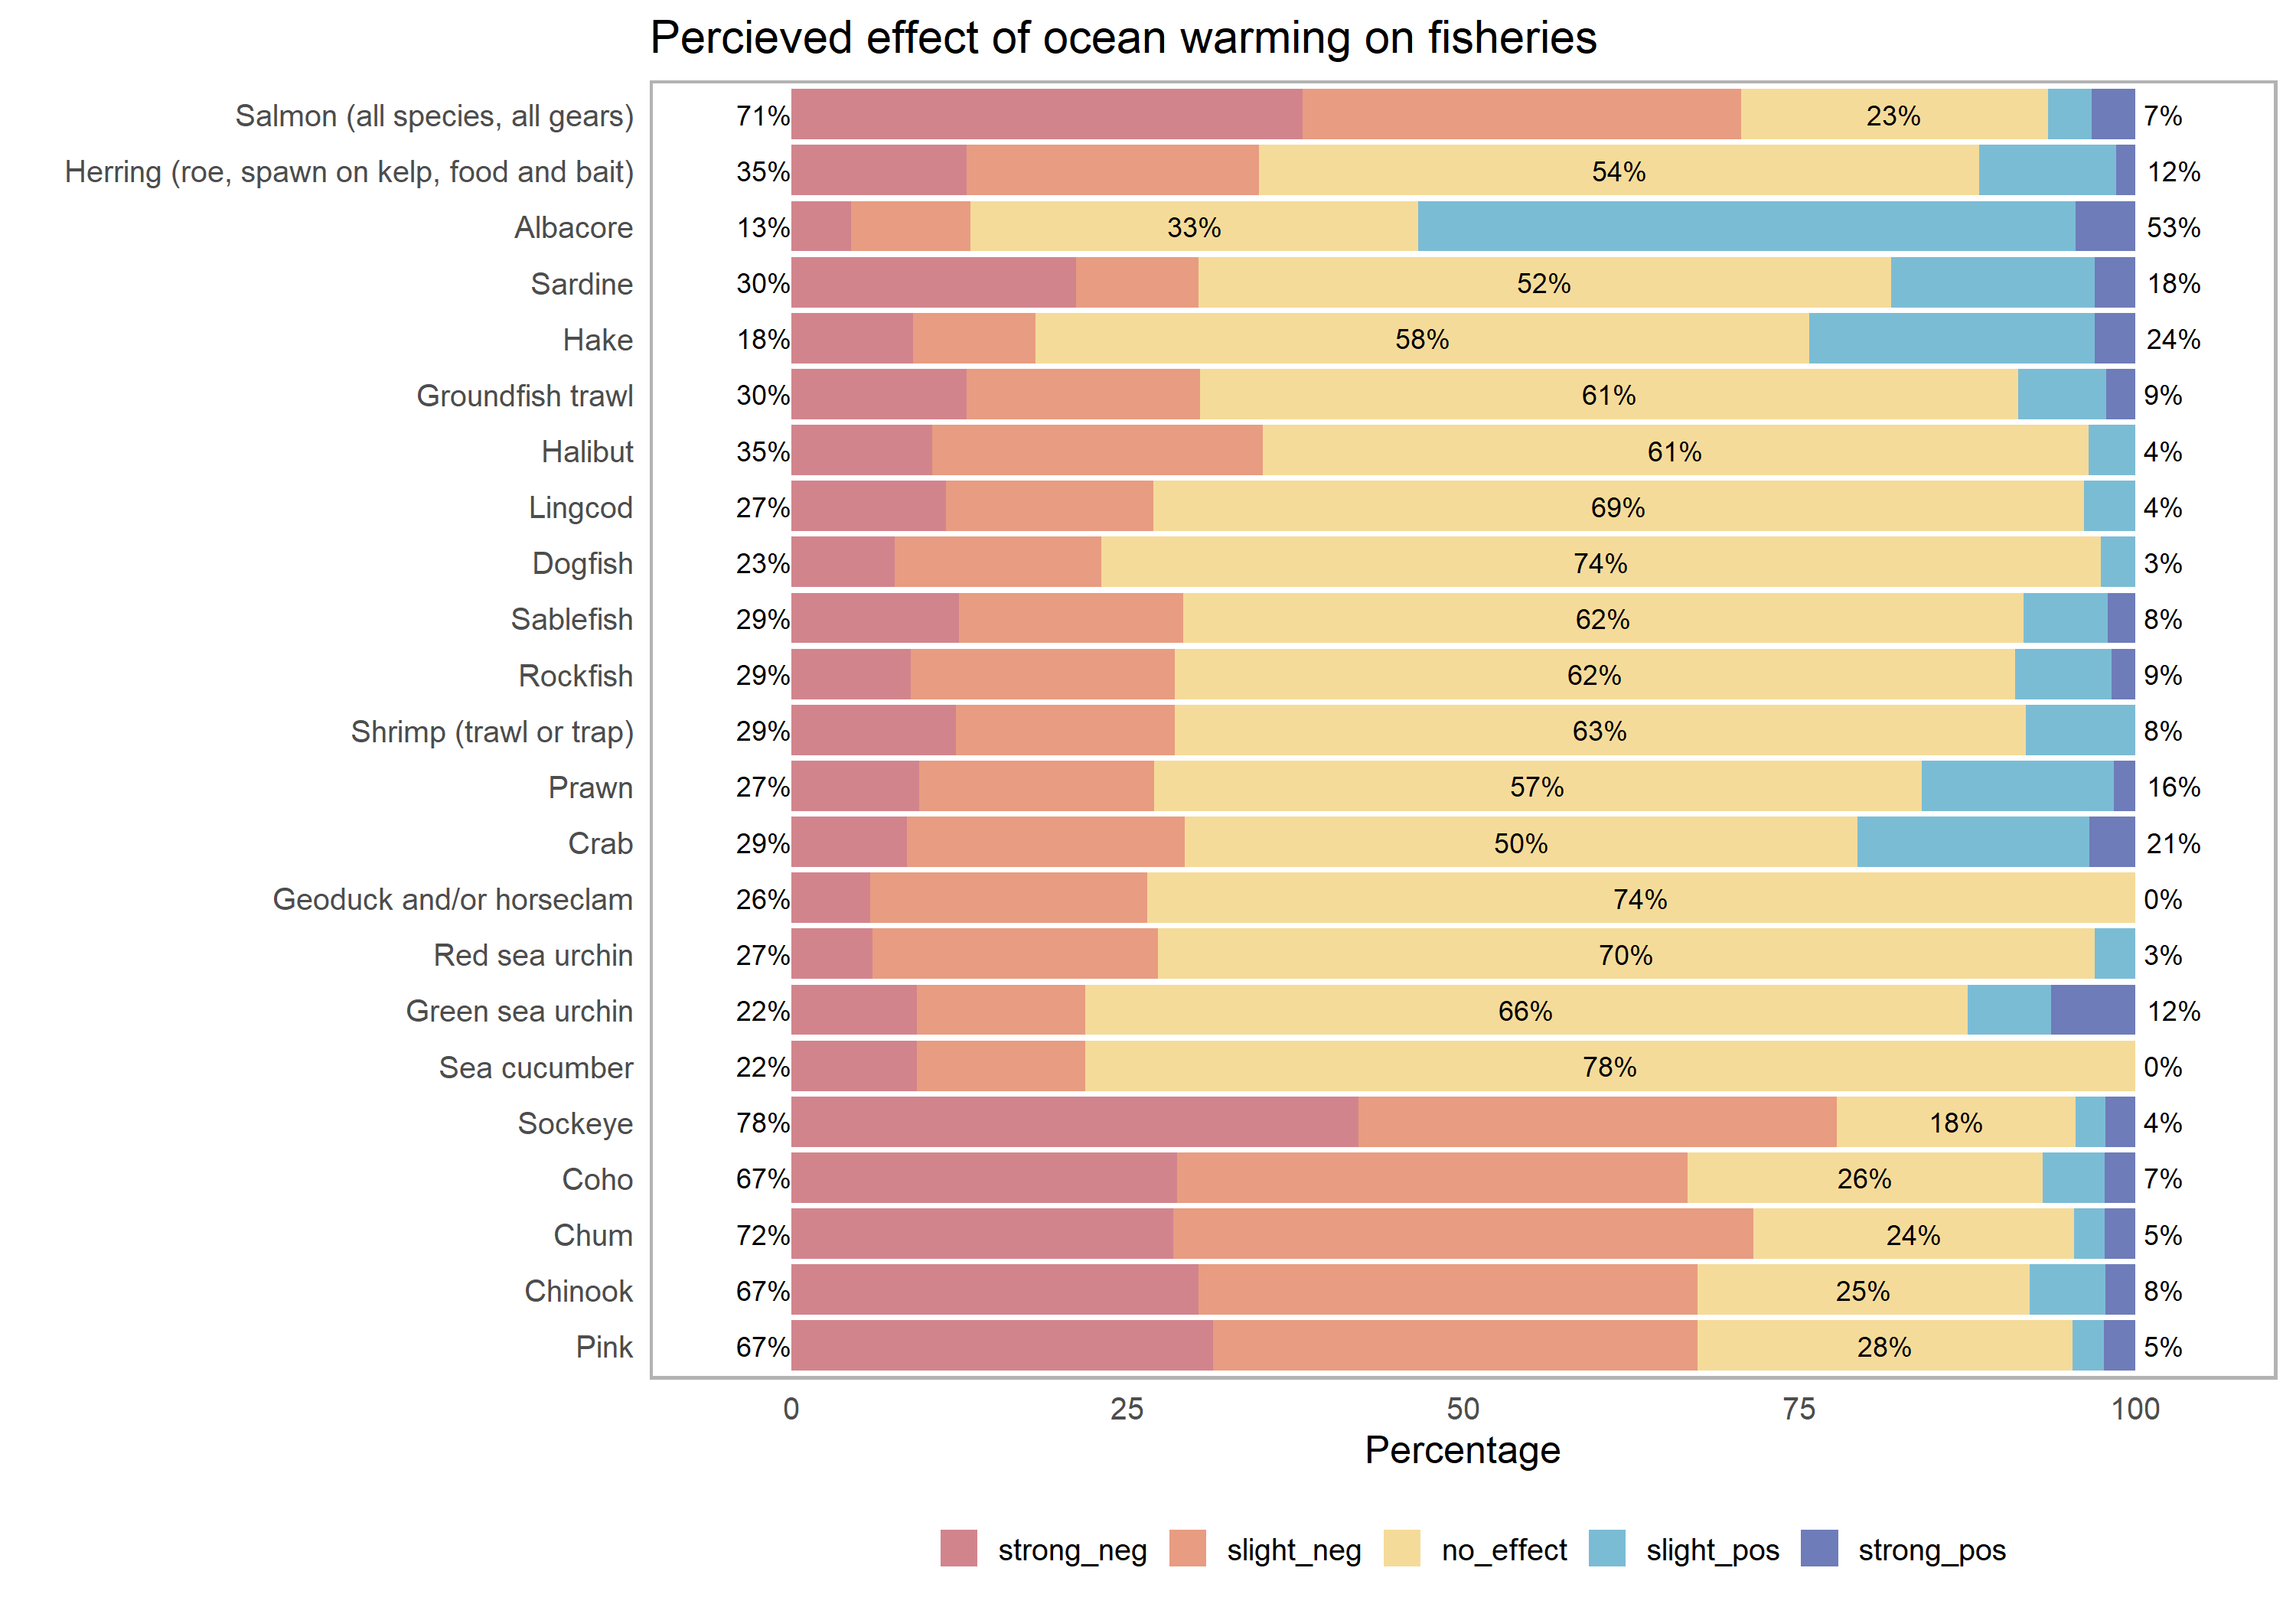 Percieved effect of ocean warming on fisheries
Salmon (all species, all gears) 71% 23% 7%
Herring (roe, spawn on kelp, food and bait) 35% 54% 12%
Albacore 13% 33% 53%
Sardine 30% 52% 18%
Hake 18% 58% 24%
Groundfish trawl 30% 61% 9%
Halibut 35% 61% 4%
Lingcod 27% 69% 4%
Dogfish 23% 74% 3%
Sablefish 29% 62% 8%
Rockfish 29% 62% 9%
Shrimp (trawl or trap) 29% 63% 8%
Prawn 27% 57% 16%
Crab 29% 50% 21%
Geoduck and/or horseclam 26% 74% 0%
Red sea urchin 27% 70% 3%
Green sea urchin 22% 66% 12%
Sea cucumber 22% 78% 0%
Sockeye 78% 18% 4%
Coho 67% 26% 7%
Chum 72% 24% 5%
Chinook 67% 25% 8%
Pink 67% 28% 5%
0 25 50 75 100
Percentage
strong_neg slight_neg no_effect slight_pos strong_pos